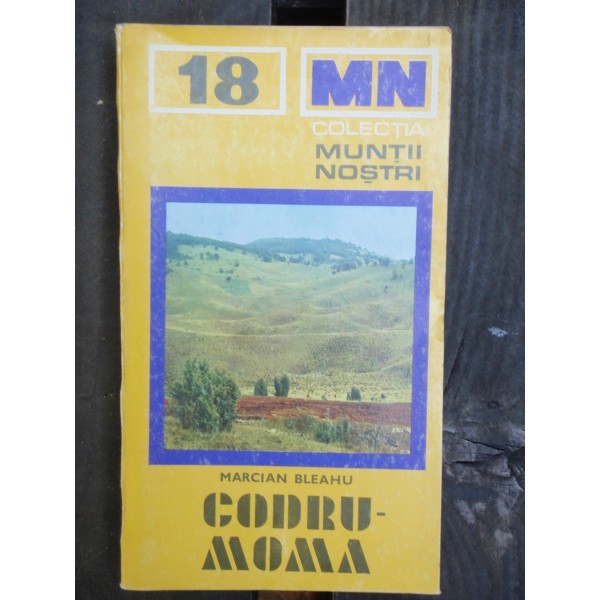 18 MN
COLECȚIA
MUNȚII
NOȘTRI
MARCIAN BLEAHU
CODRU-
MOMA